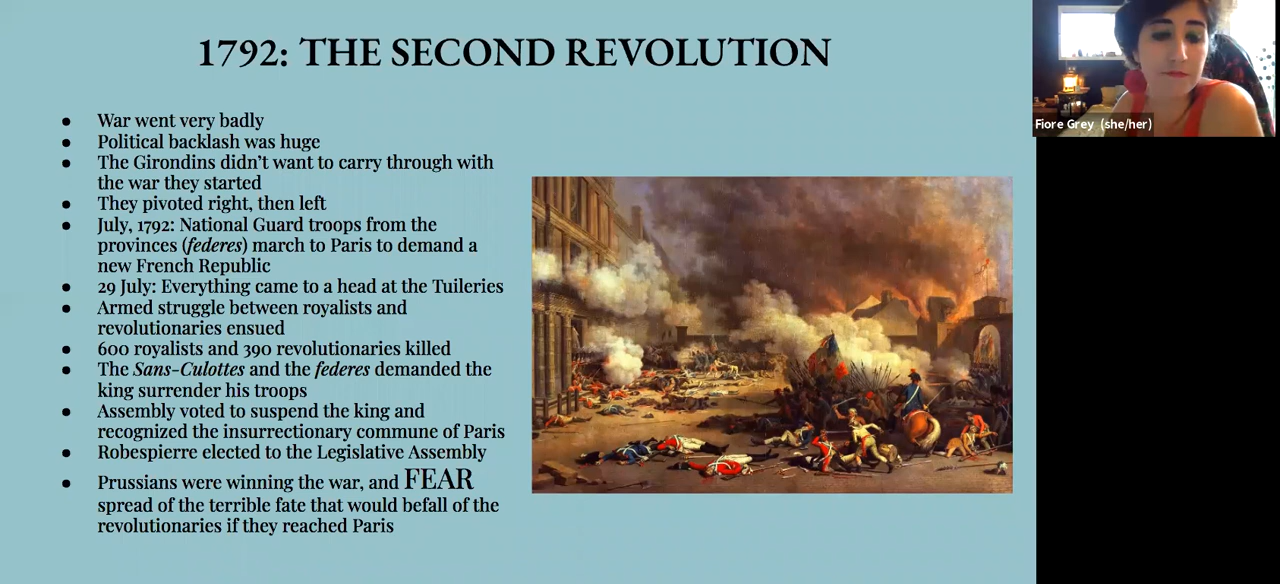 1792: THE SECOND REVOLUTION
Fiore Grey (she/her)
● War went very badly
● Political backlash was huge
● The Girondins didn't want to carry through with
the war they started
● They pivoted right, then left
● July, 1792: National Guard troops from the
provinces (federes) march to Paris to demand a
new French Republic
● 29 July: Everything came to a head at the Tuileries
● Armed struggle between royalists and
revolutionaries ensued
● 600 royalists and 390 revolutionaries killed
● The Sans-Culottes and the federes demanded the
king surrender his troops
● Assembly voted to suspend the king and
recognized the insurrectionary commune of Paris
● Robespierre elected to the Legislative Assembly
● Prussians were winning the war, and FEAR
spread of the terrible fate that would befall of the
revolutionaries if they reached Paris